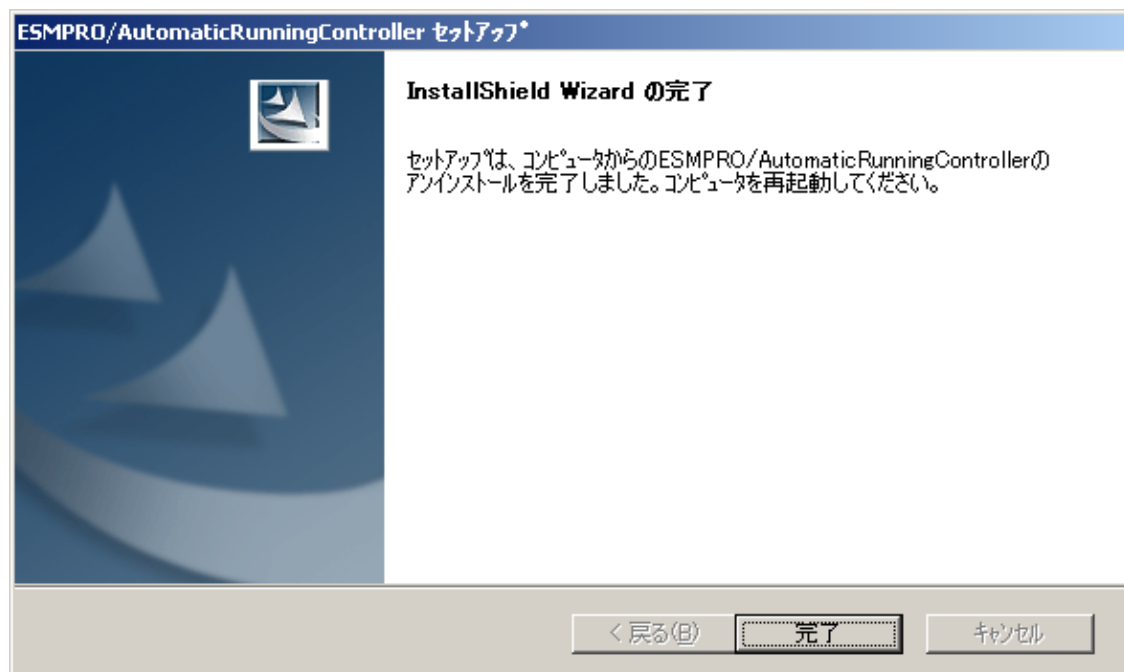 ESMPRO/AutomaticRunningController セットアップ
InstallShield Wizard の完了
セットアップは、コンピュータからのESMPRO/AutomaticRunningControllerの
アンインストールを完了しました。コンピュータを再起動してください。
< 戻る(B)
完了
キャンセル